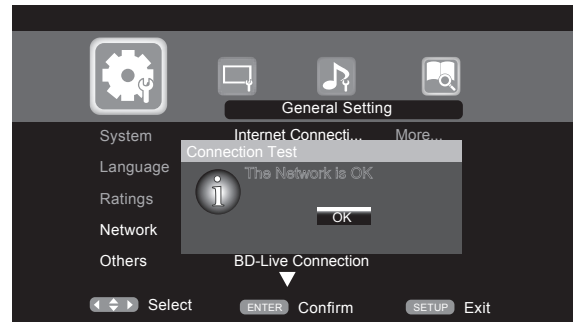 General Setting
System Internet Connecti... More...
Connection Test
Language The Network is OK
Ratings
OK
Network
Others BD-Live Connection
Select ENTER Confirm SETUP Exit